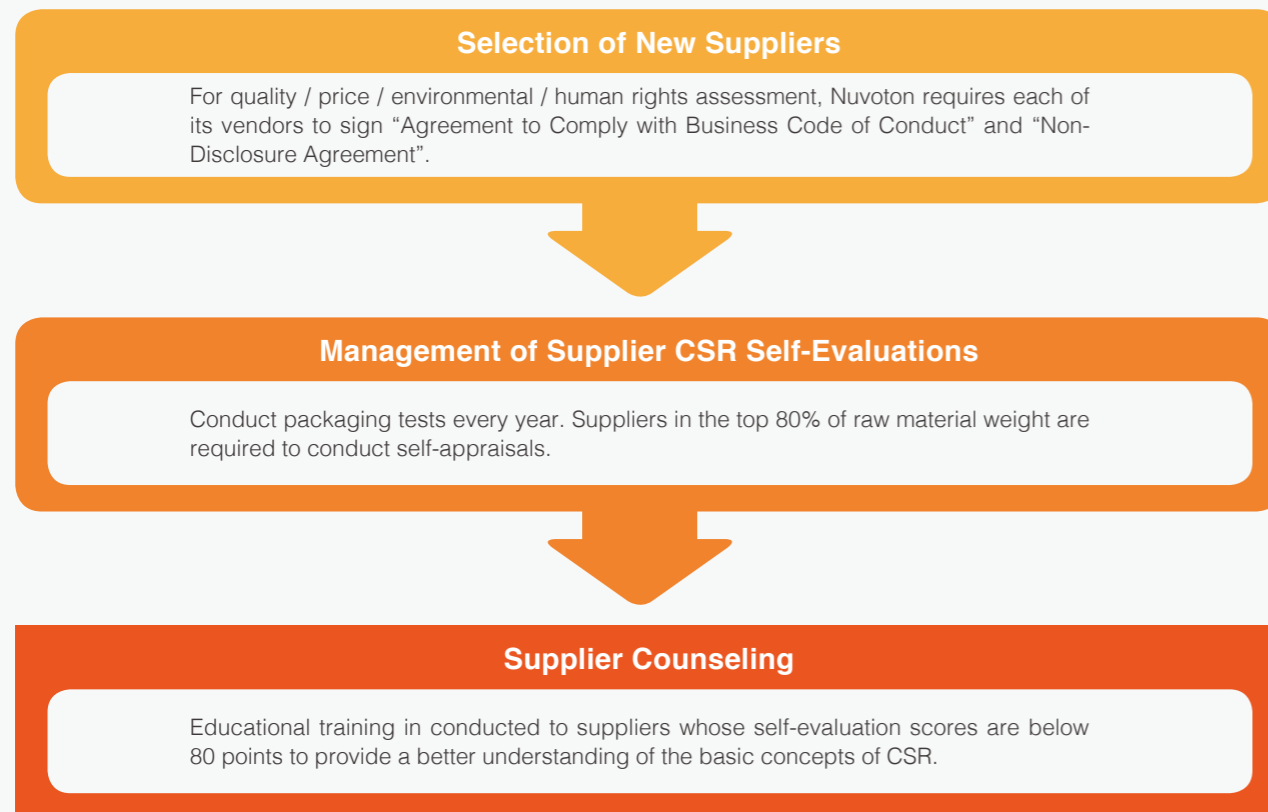 Selection of New Suppliers
For quality / price / environmental / human rights assessment, Nuvoton requires each of
its vendors to sign “Agreement to Comply with Business Code of Conduct” and “Non-
Disclosure Agreement”.
Management of Supplier CSR Self-Evaluations
Conduct packaging tests every year. Suppliers in the top 80% of raw material weight are
required to conduct self-appraisals.
Supplier Counseling
Educational training in conducted to suppliers whose self-evaluation scores are below
80 points to provide a better understanding of the basic concepts of CSR.